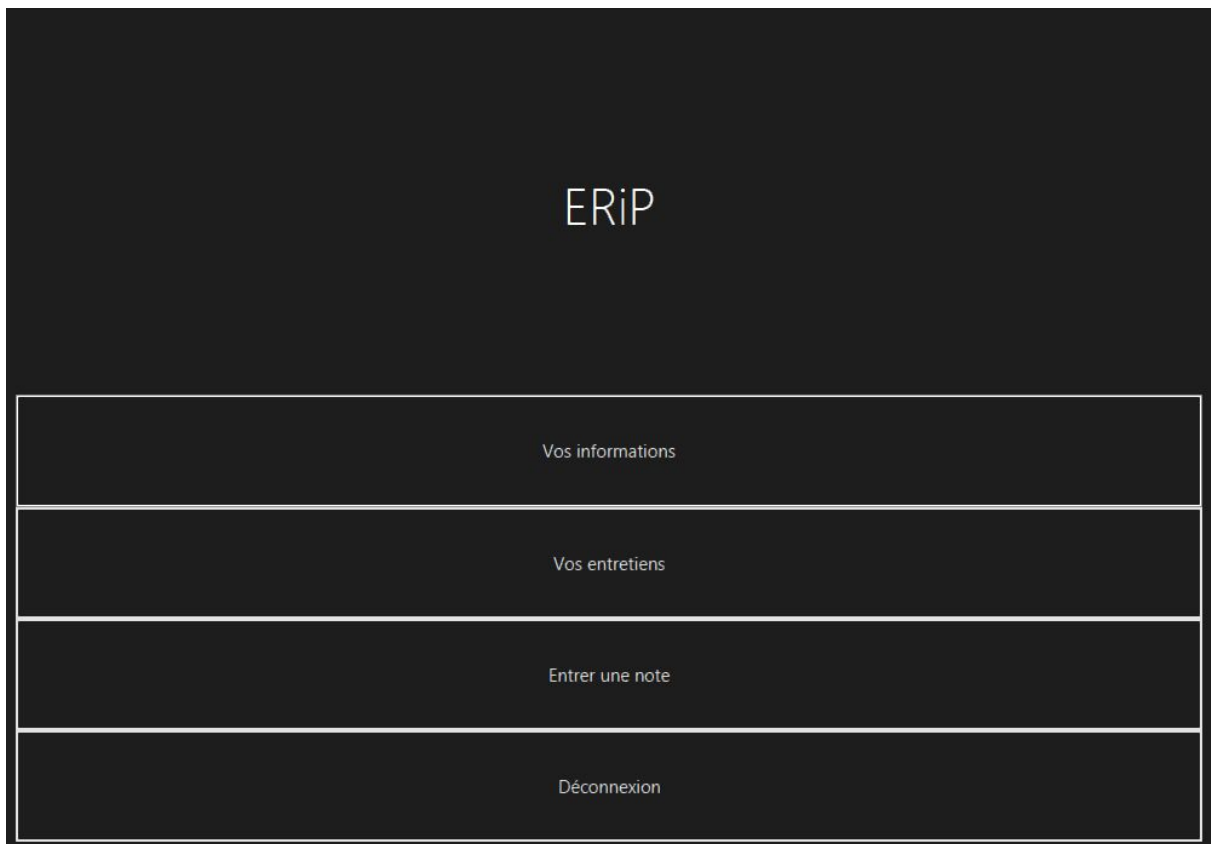 ERiP
Vos informations
Vos entretiens
Entrer une note
Déconnexion